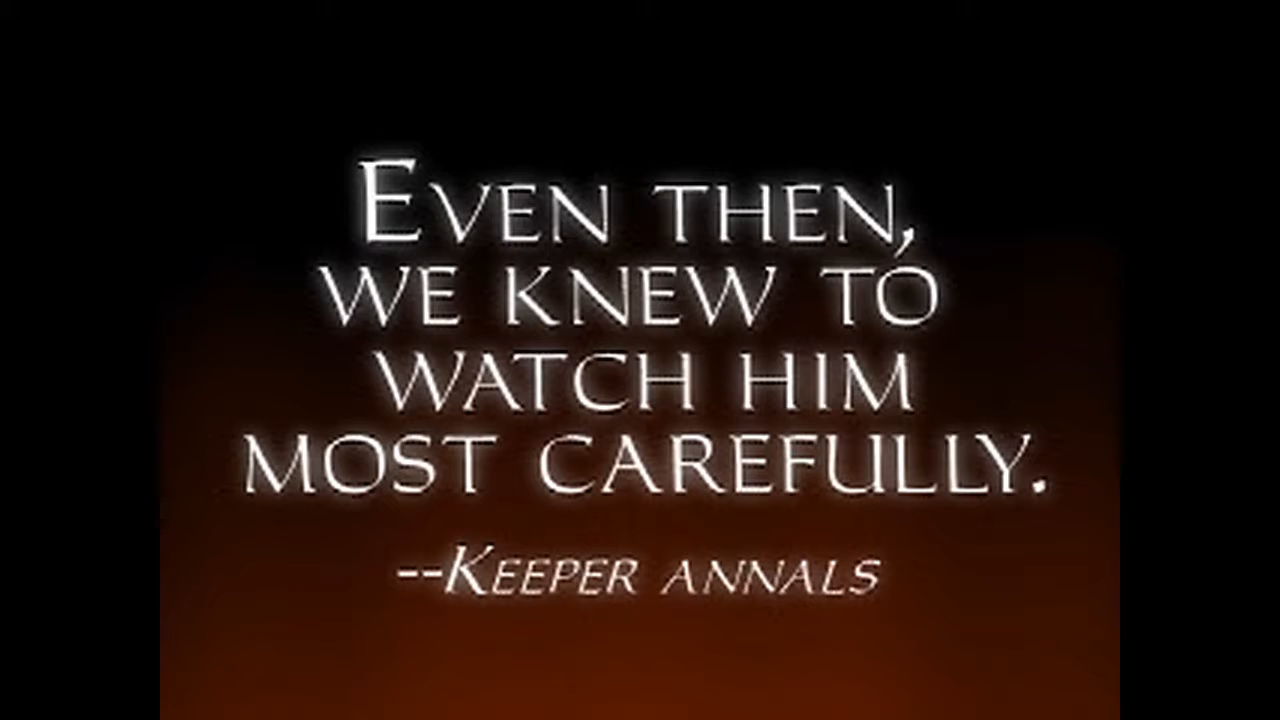 Even then,
we knew to
watch him
most carefully.
--Keeper annals